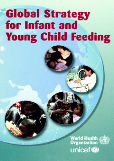 Global Strategy
for Infant and
Young Child Feeding
World Health
Organization
unicef